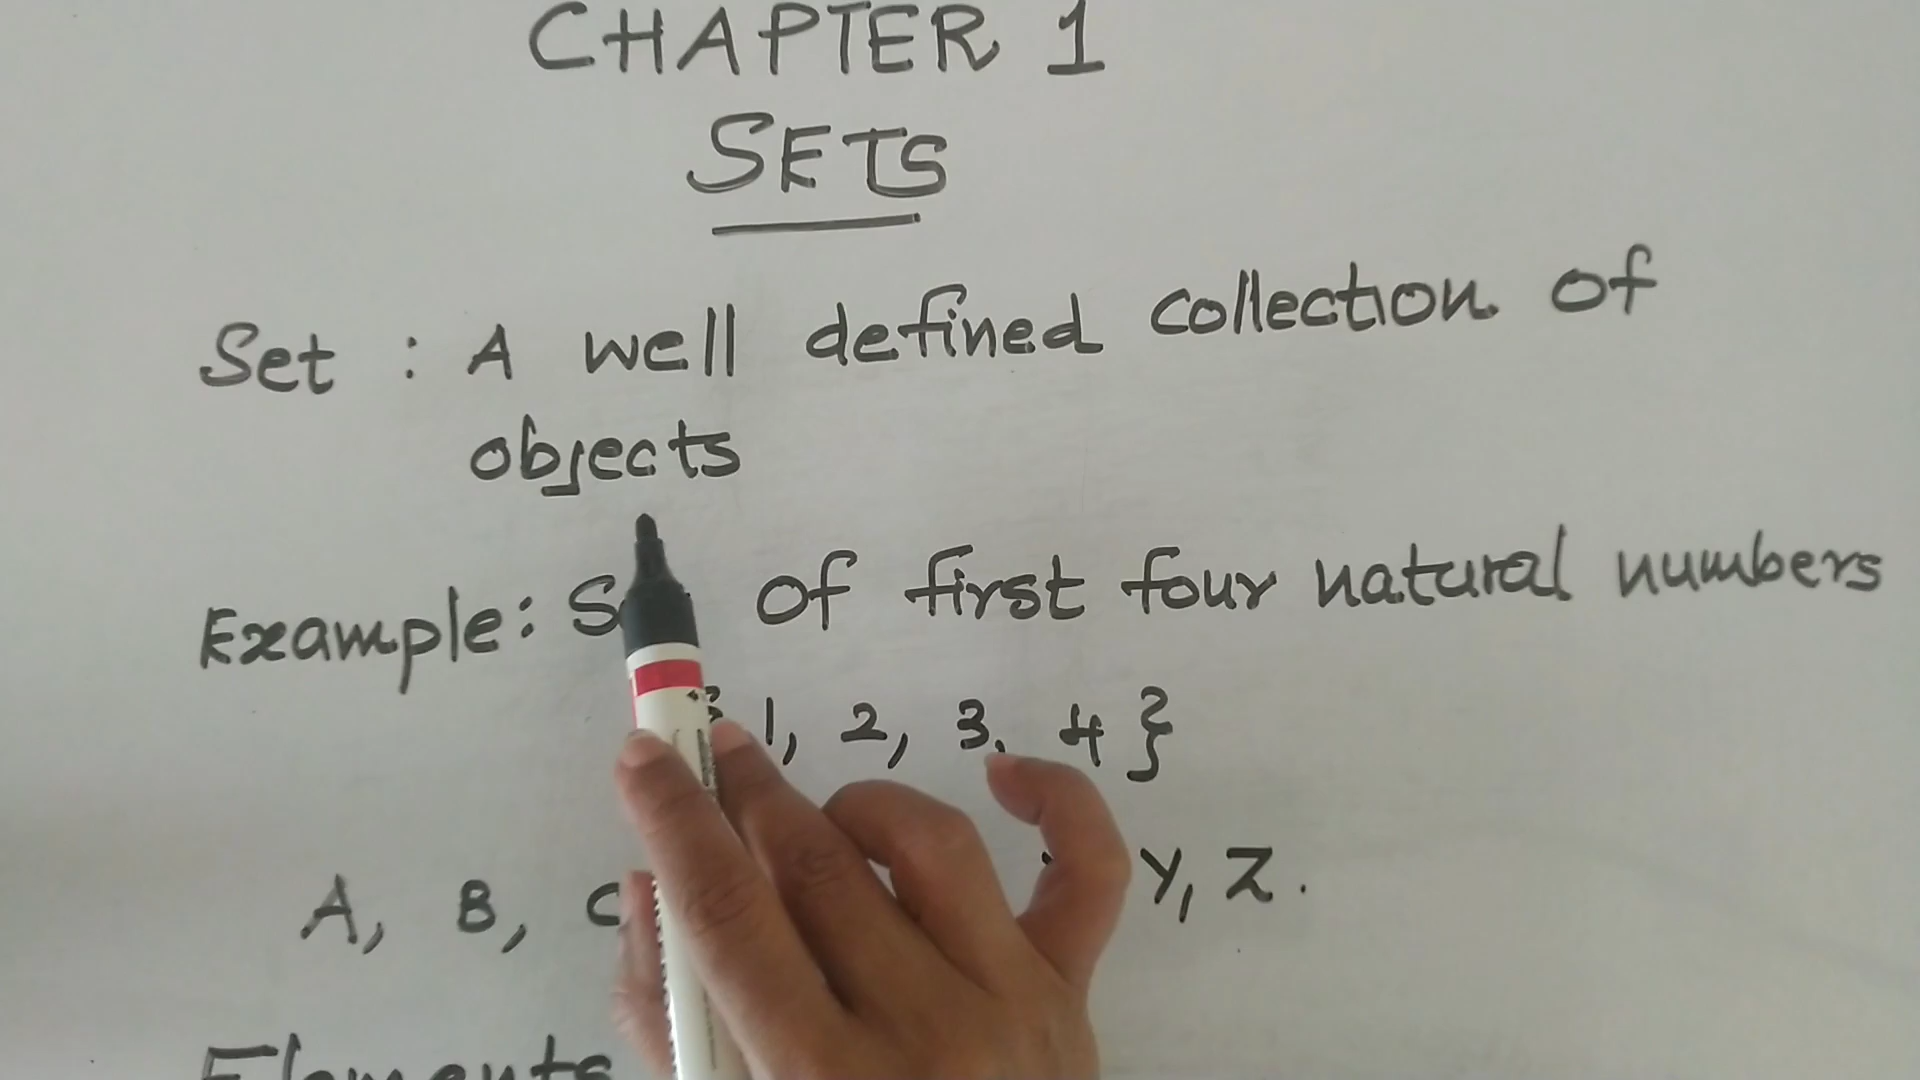 CHAPTER 1
SETS
Set : A well defined collection of
objects
Example: of first four natural numbers
1, 2, 3, 4 }
A, B, C Y, Z.
Elements